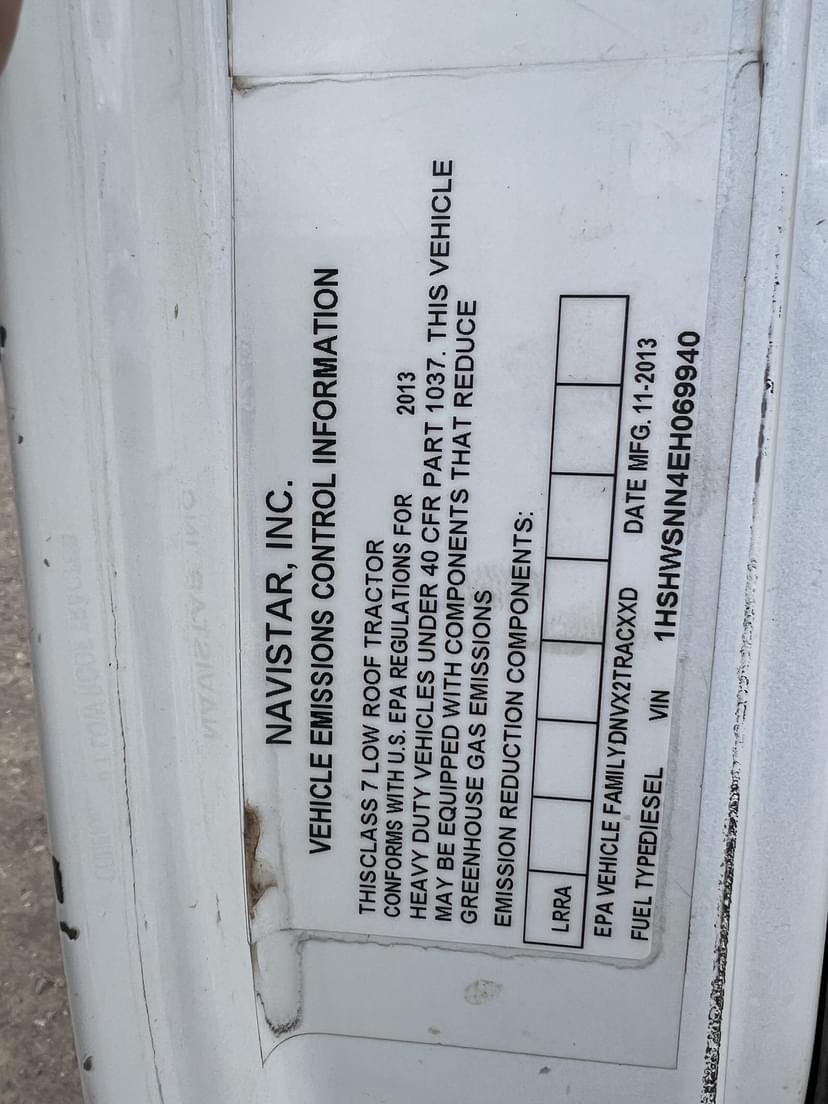 NAVISTAR, INC.
VEHICLE EMISSIONS CONTROL INFORMATION
THISCLASS 7 LOW ROOF TRACTOR
CONFORMS WITH U.S. EPA REGULATIONS FOR 2013
HEAVY DUTY VEHICLES UNDER 40 CFR PART 1037. THIS VEHICLE
MAY BE EQUIPPED WITH COMPONENTS THAT REDUCE
GREENHOUSE GAS EMISSIONS
EMISSION REDUCTION COMPONENTS:
LRRA
EPA VEHICLE FAMILYDNVX2TRACXXD DATE MFG. 11-2013
FUEL TYPEDIESEL VIN 1HSHWSNN4EH069940